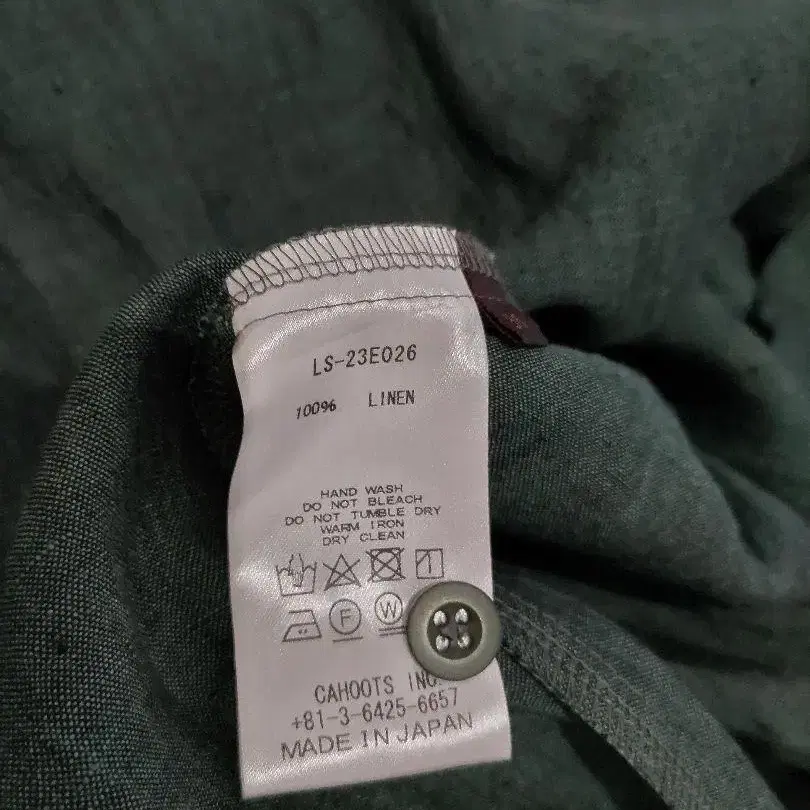 LS-23E026
100% LINEN
HAND WASH
DO NOT BLEACH
DO NOT TUMBLE DRY
WARM IRON
DRY CLEAN
F W
CAHOOTS INC.
+81-3-6425-6657
MADE IN JAPAN